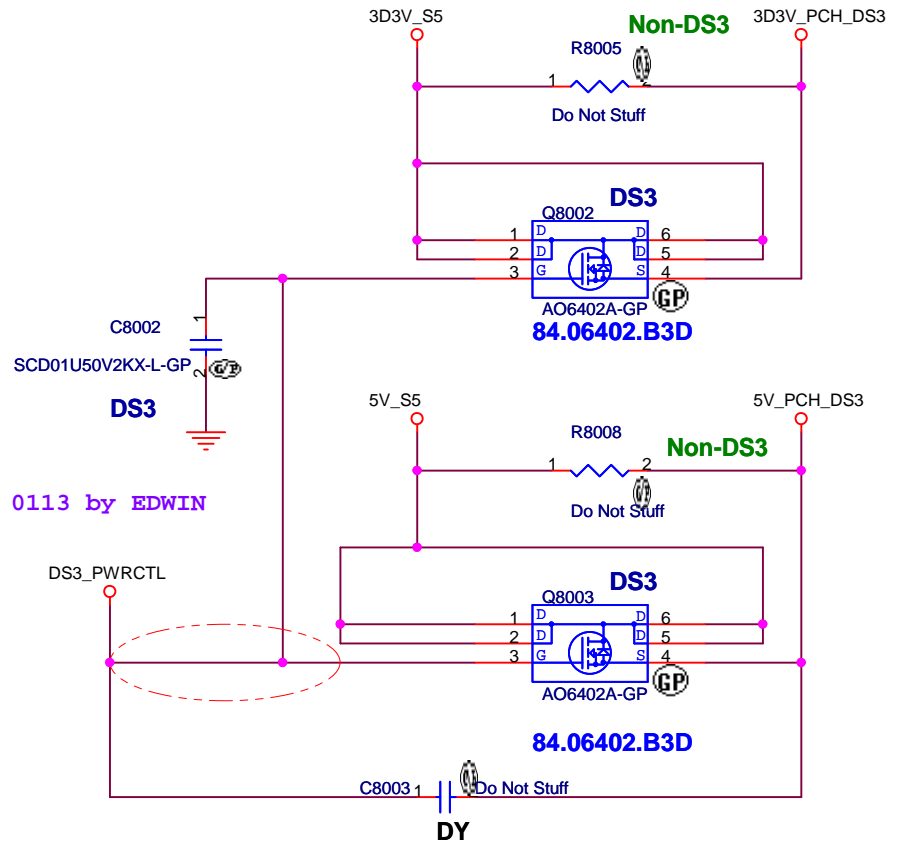 3D3V_S5
Non-DS3
3D3V_PCH_DS3
R8005
1
2
Do Not Stuff
DS3
Q8002
1 D D 6
2 D D 5
3 G S 4
GP
AO6402A-GP
84.06402.B3D
C8002
1
SCD01U50V2KX-L-GP
2
DS3
5V_S5
5V_PCH_DS3
R8008
Non-DS3
1
2
Do Not Stuff
0113 by EDWIN
DS3_PWRCTL
DS3
Q8003
1 D D 6
2 D D 5
3 G S 4
GP
AO6402A-GP
84.06402.B3D
C8003
1
Do Not Stuff
DY